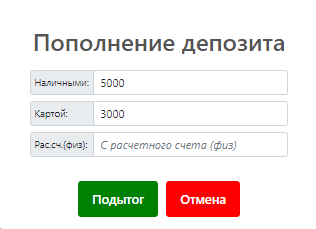 Пополнение депозита
Наличными: 5000
Картой: 3000
Рас.сч.(физ): С расчетного счета (физ)
Подытог Отмена